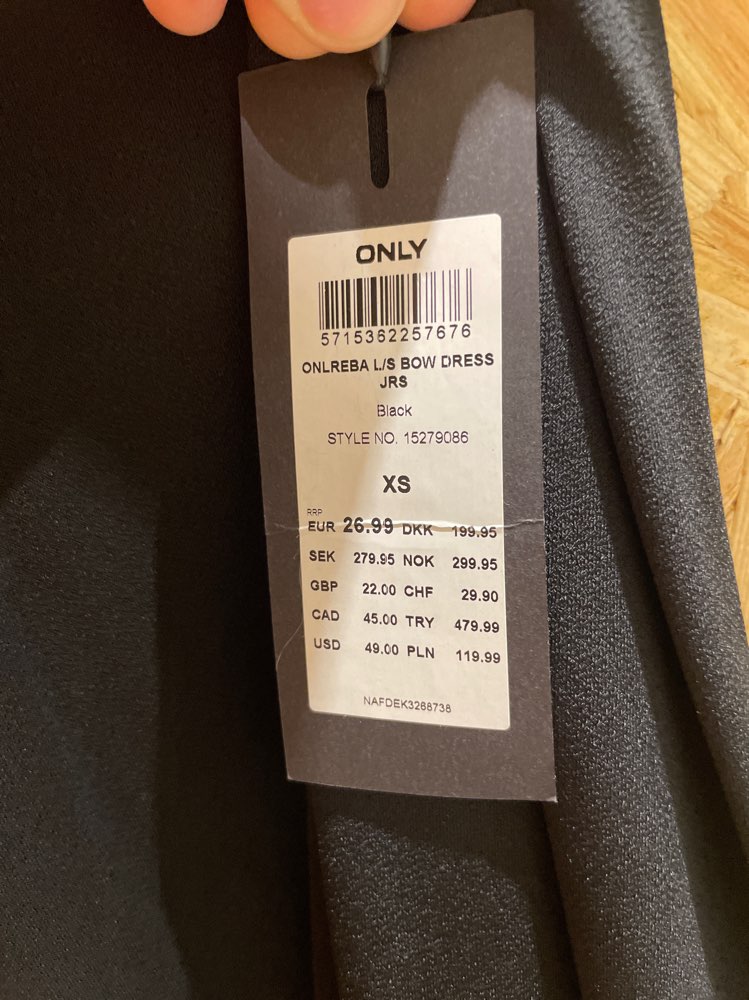 ONLY
5715362257676
ONLREBA L/S BOW DRESS
JRS
Black
STYLE NO. 15279086
XS
RRP
EUR 26.99 DKK 199.95
SEK 279.95 NOK 299.95
GBP 22.00 CHF 29.90
CAD 45.00 TRY 479.99
USD 49.00 PLN 119.99
NAFDEK3268738